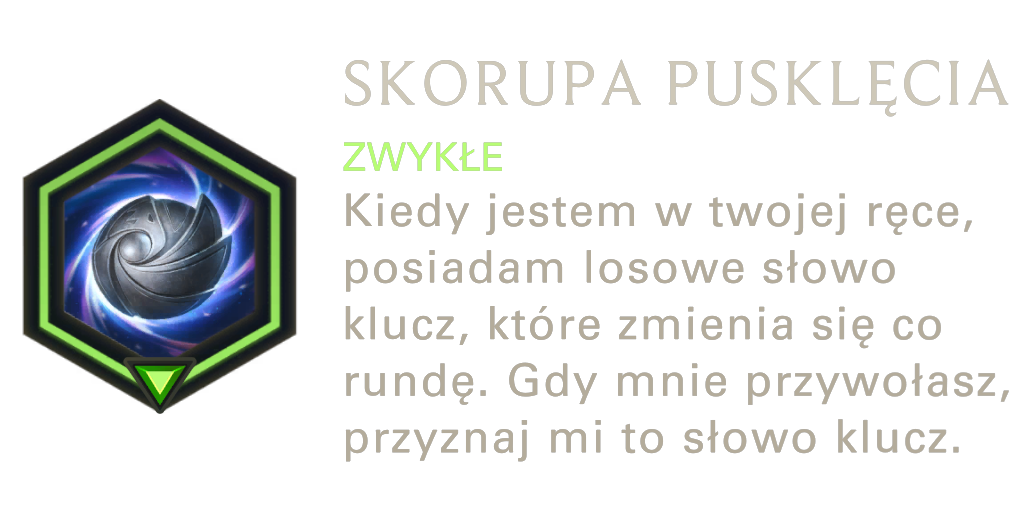 SKORUPA PUSKLĘCIA
ZWYKŁE
Kiedy jestem w twojej ręce,
posiadam losowe słowo
klucz, które zmienia się co
rundę. Gdy mnie przywołasz,
przyznaj mi to słowo klucz.